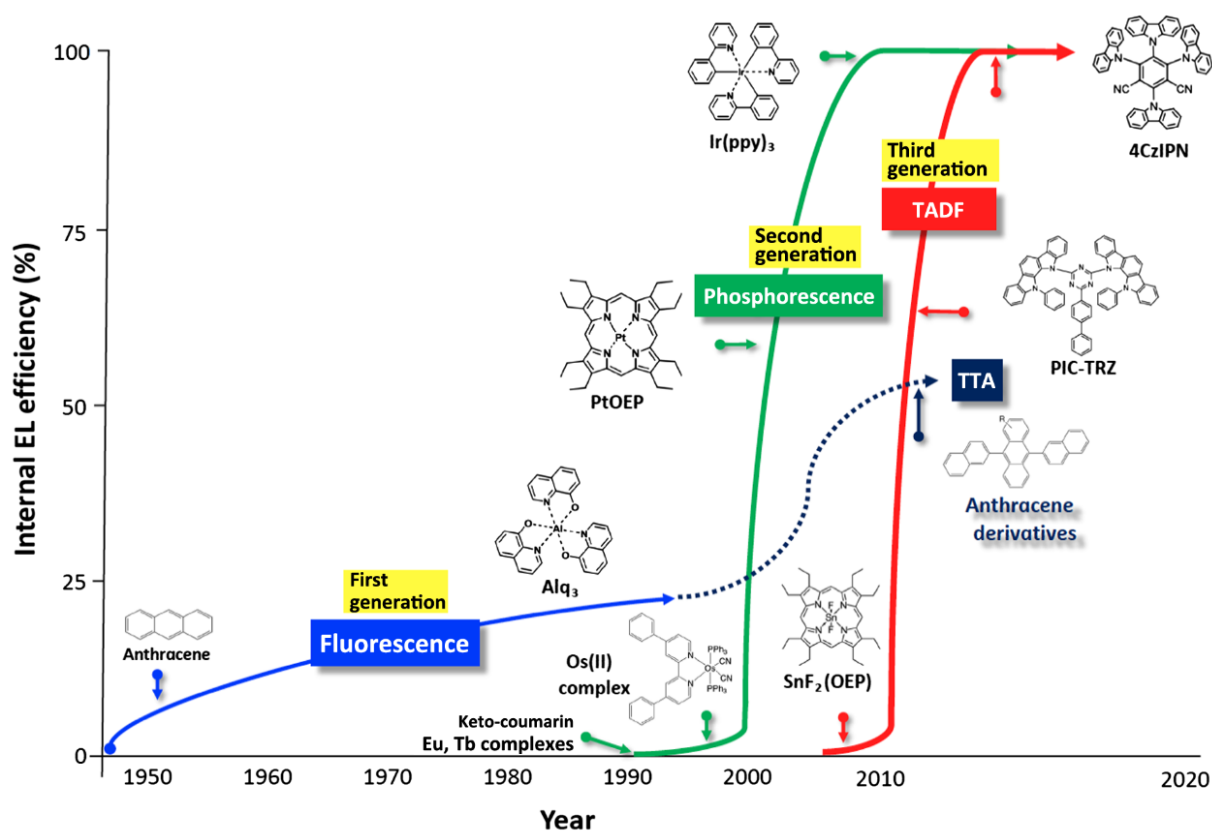 Internal EL efficiency (%)
100
75
50
25
0
1950
1960
1970
1980
1990
2000
2010
2020
Year
First
generation
Fluorescence
Anthracene
Alq3
N
O
Al
N
O
N
O
Keto-coumarin
Eu, Tb complexes
Os(II)
complex
N
N
Os
PPh3
CN
CN
PPh3
PtOEP
N
N
Pt
N
N
Second
generation
Phosphorescence
Ir(ppy)3
N
Ir
N
N
SnF2(OEP)
N
F
N
Sn
N
F
N
Third
generation
TADF
4CzIPN
N
N
N
NC
CN
N
PIC-TRZ
N
N
N
N
N
N
N
TTA
R
Anthracene
derivatives